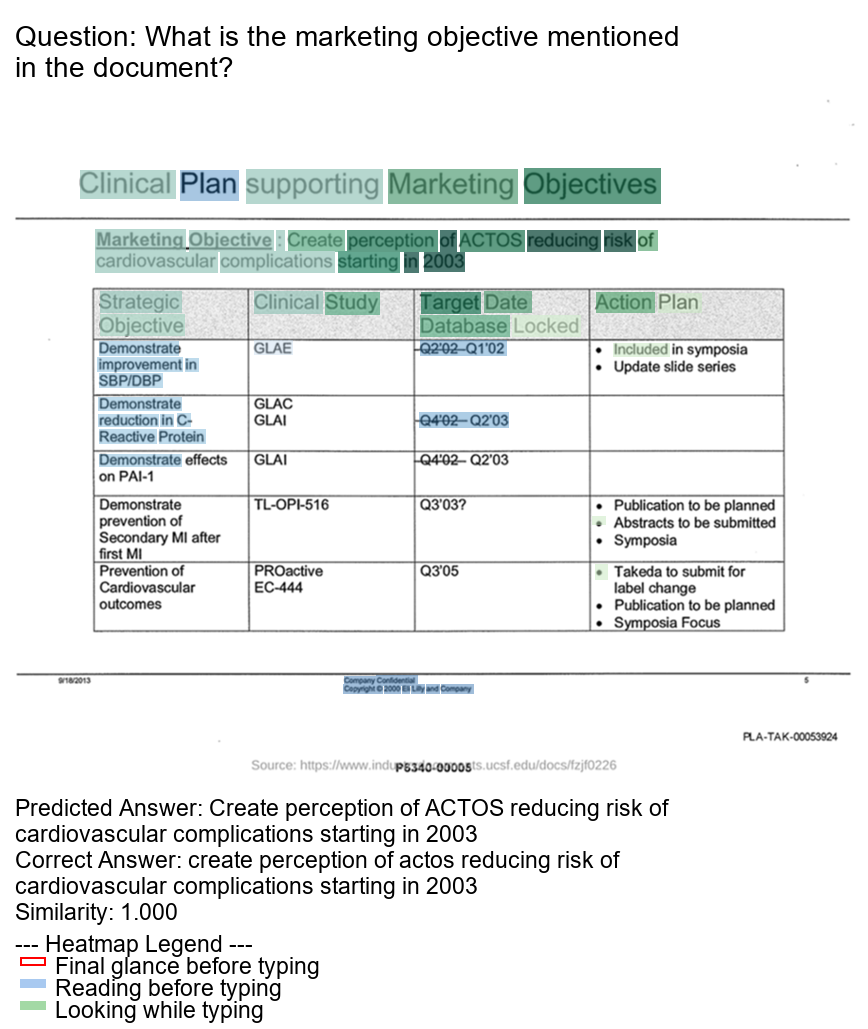 Question: What is the marketing objective mentioned
in the document?
Clinical Plan supporting Marketing Objectives
Marketing Objective : Create perception of ACTOS reducing risk of
cardiovascular complications starting in 2003
Strategic Objective
Clinical Study
Target Date Database Locked
Action Plan
Demonstrate improvement in SBP/DBP
GLAE
Q2'02 Q1'02
• Included in symposia
• Update slide series
Demonstrate reduction in C-Reactive Protein
GLAC
GLAI
Q4'02 Q2'03
Demonstrate effects on PAI-1
GLAI
Q4'02 Q2'03
Demonstrate prevention of Secondary MI after first MI
TL-OPI-516
Q3'03?
• Publication to be planned
• Abstracts to be submitted
• Symposia
Prevention of Cardiovascular outcomes
PROactive
EC-444
Q3'05
• Takeda to submit for label change
• Publication to be planned
• Symposia Focus
9/18/2013
Company Confidential
Copyright © 2000 Eli Lilly and Company
5
PLA-TAK-00053924
P6340-00005
Predicted Answer: Create perception of ACTOS reducing risk of
cardiovascular complications starting in 2003
Correct Answer: create perception of actos reducing risk of
cardiovascular complications starting in 2003
Similarity: 1.000
--- Heatmap Legend ---
Final glance before typing
Reading before typing
Looking while typing